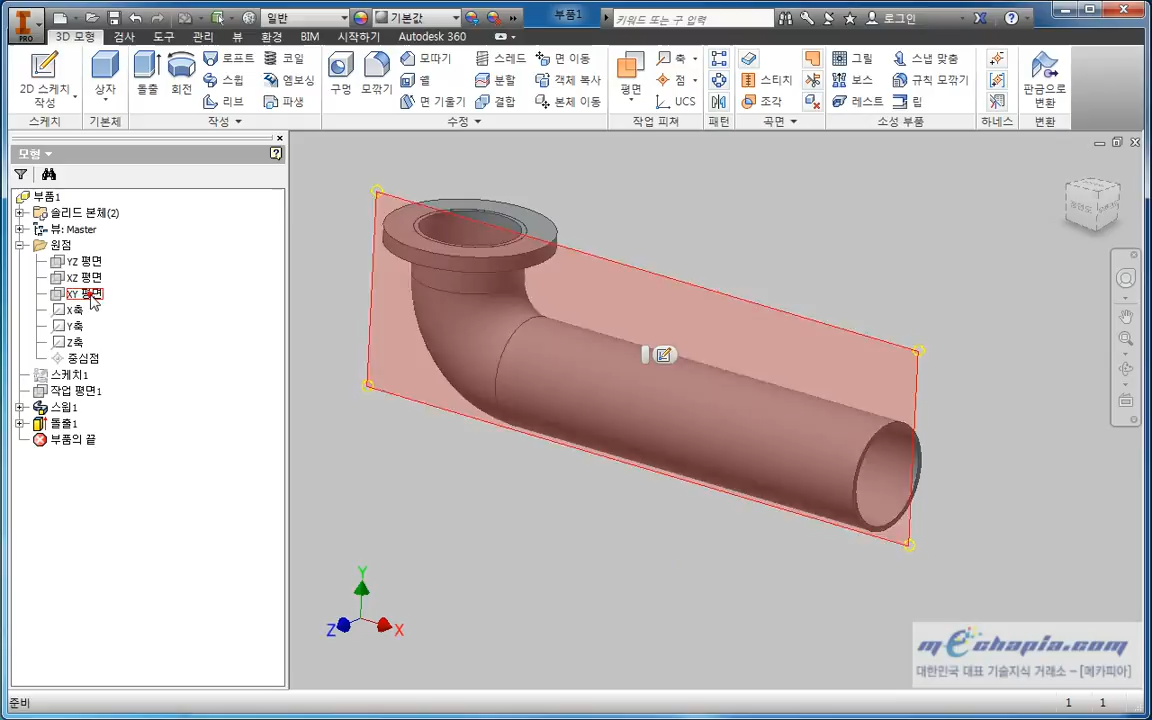 PRO
일반
기본값
부품1
키워드 또는 구 입력
로그인
3D 모형
검사
도구
관리
뷰
환경
BIM
시작하기
Autodesk 360
2D 스케치
작성
상자
돌출
회전
로프트
스윕
리브
코일
엠보싱
파생
구멍
모깎기
모따기
쉘
면 기울기
스레드
분할
결합
면 이동
객체 복사
본체 이동
평면
축
점
UCS
스티치
조각
그릴
보스
레스트
스냅 맞춤
규칙 모깎기
립
판금으로
변환
스케치
기본체
작성
수정
작업 피쳐
패턴
곡면
소성 부품
하네스
변환
모형
부품1
솔리드 본체(2)
뷰: Master
원점
YZ 평면
XZ 평면
XY 평면
X축
Y축
Z축
중심점
스케치1
작업 평면1
스윕1
돌출1
부품의 끝
Y
Z
X
mechapia.com
대한민국 대표 기술지식 거래소 – [메카피아]
준비
1
1